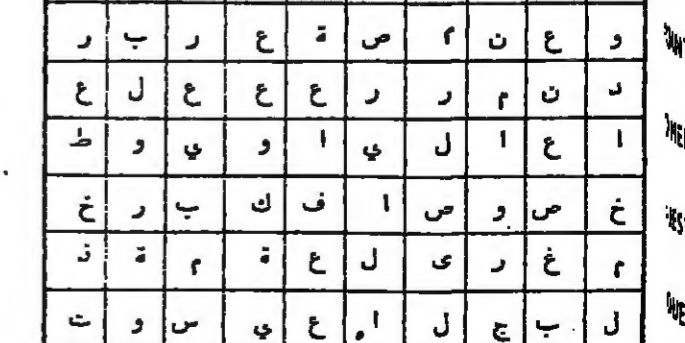 و ع ن م ص ة ع ر ب ر
د ن م ر ر ع ع ع ل ع
ا ع ا ل ي ا و ي و ط
خ ص و ص ا ف ك ب ر خ
م غ ر ى ل ع ة م ة ذ
ل ب ج ل ا ع ي س و ت